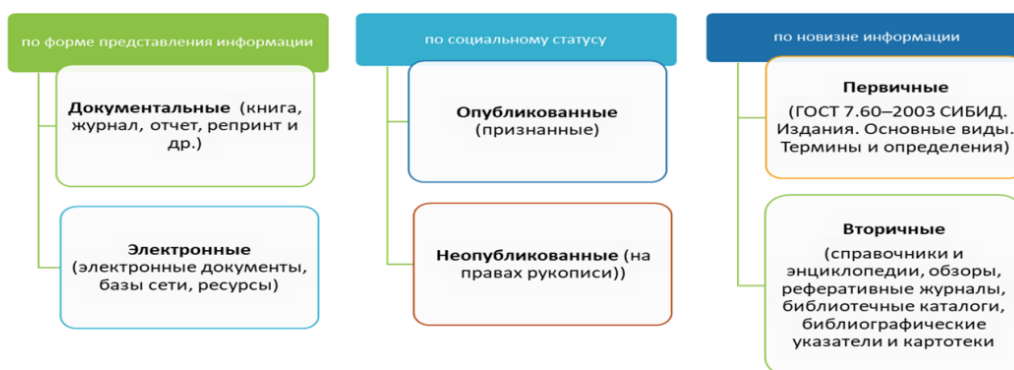 по форме представления информации
Документальные (книга,
журнал, отчет, репринт и
др.)
Электронные
(электронные документы,
базы сети, ресурсы)
по социальному статусу
Опубликованные
(признанные)
Неопубликованные (на
правах рукописи))
по новизне информации
Первичные
(ГОСТ 7.60–2003 СИБИД.
Издания. Основные виды.
Термины и определения)
Вторичные
(справочники и
энциклопедии, обзоры,
реферативные журналы,
библиотечные каталоги,
библиографические
указатели и картотеки